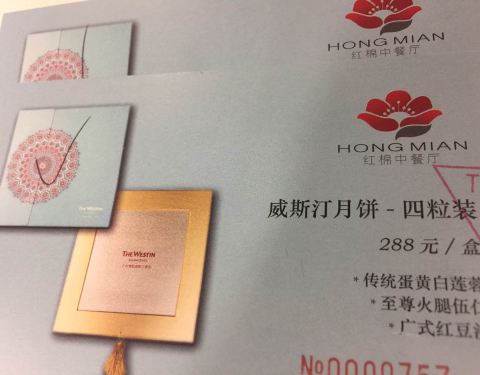 HONG MIAN
红棉中餐厅
HONG MIAN
红棉中餐厅
THE WESTIN
威斯汀月饼 - 四粒装
288 元 / 盒
THE WESTIN
* 传统蛋黄白莲蓉
* 至尊火腿伍仁
* 广式红豆
No0000757